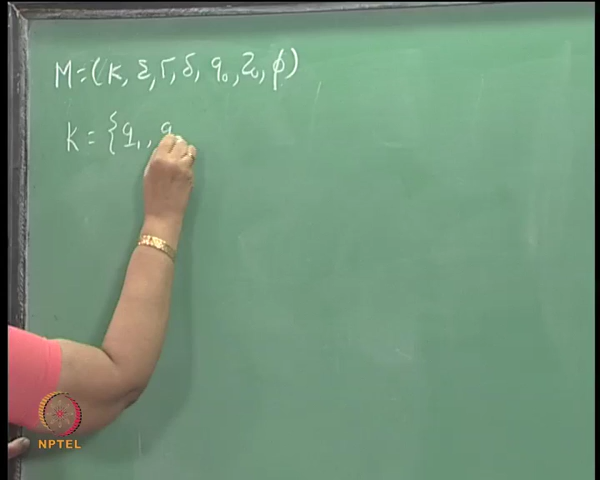 M = (K, Σ, Γ, δ, q₀, Z₀, φ)
K = {q₁, q
NPTEL